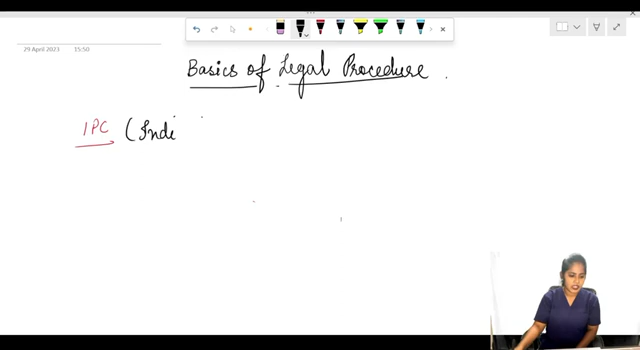 29 April 2023 15:50
Basics of Legal Procedure.
IPC (Indi